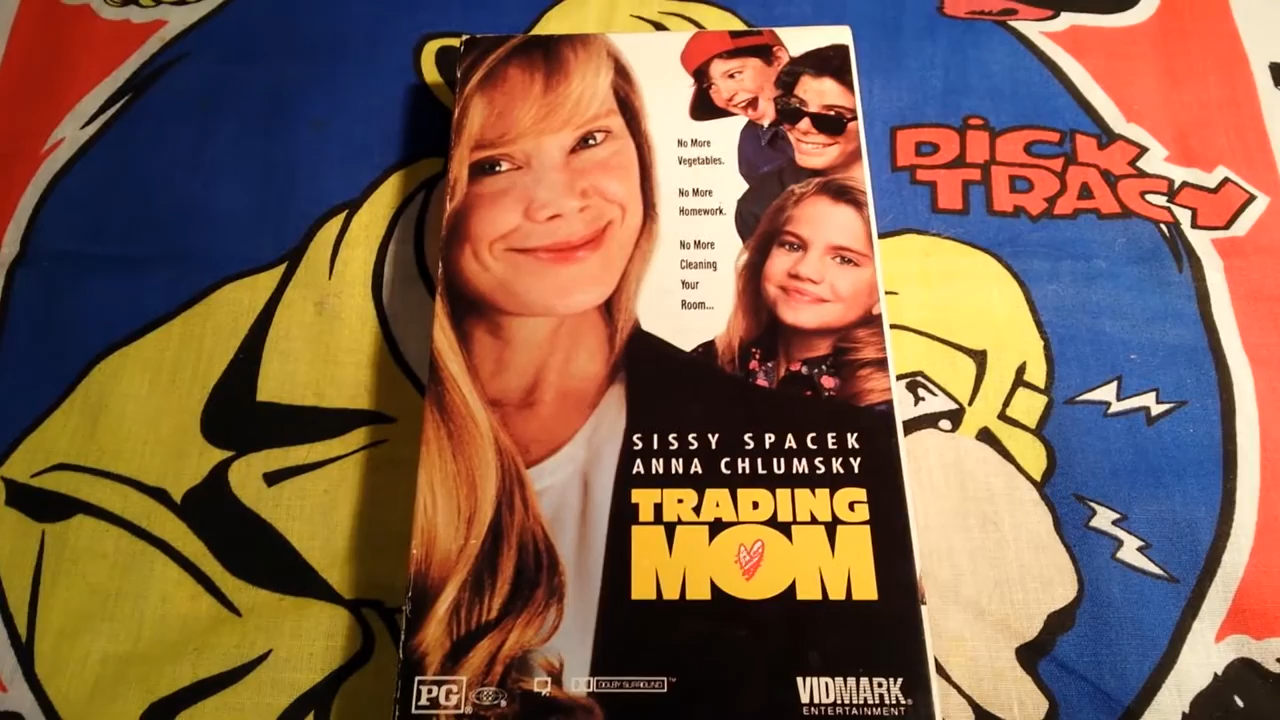 DiCK
TRACY
No More
Vegetables.
No More
Homework.
No More
Cleaning
Your
Room...
SISSY SPACEK
ANNA CHLUMSKY
TRADING
MOM
PG
DOLBY SURROUND™
VIDMARK®
ENTERTAINMENT